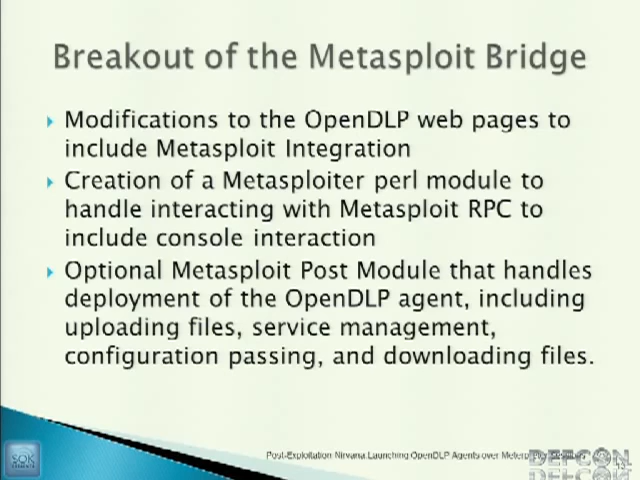 Breakout of the Metasploit Bridge
Modifications to the OpenDLP web pages to
include Metasploit Integration
Creation of a Metasploiter perl module to
handle interacting with Metasploit RPC to
include console interaction
Optional Metasploit Post Module that handles
deployment of the OpenDLP agent, including
uploading files, service management,
configuration passing, and downloading files.
Post-Exploitation Nirvana Launching OpenDLP Agents over
DEFCON
SOK